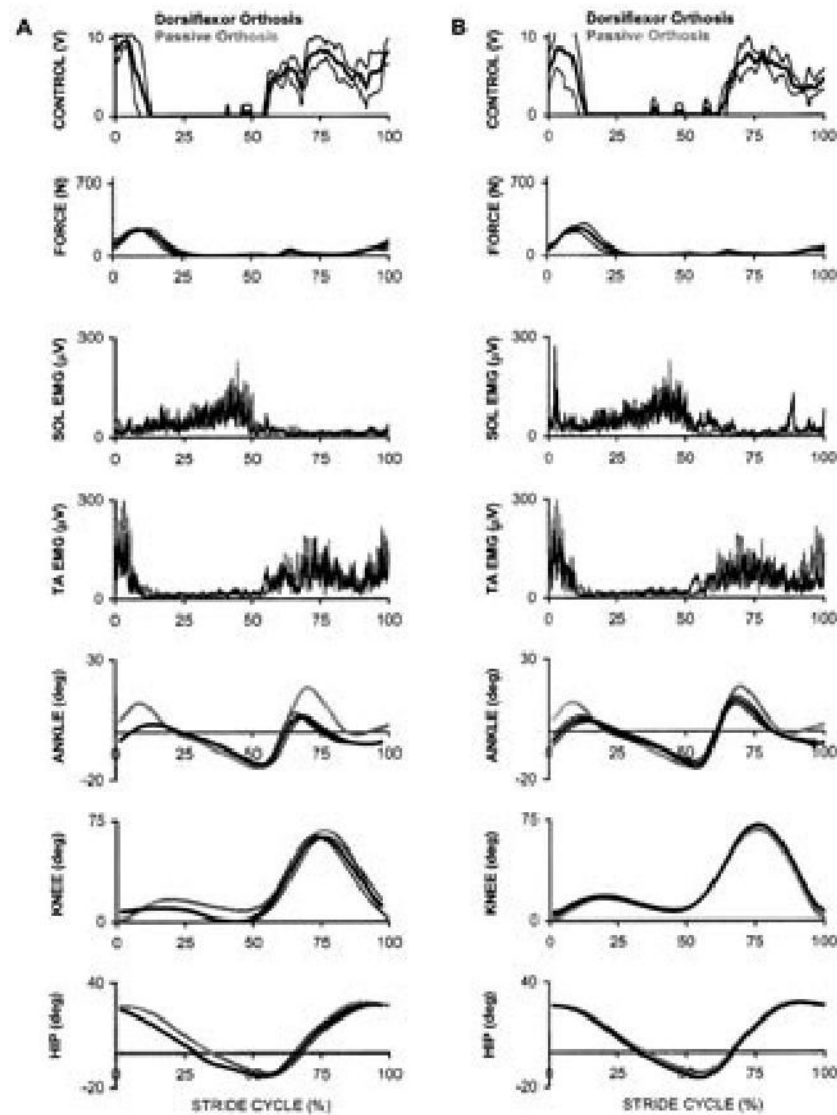 A
Dorsiflexor Orthosis
Passive Orthosis
CONTROL (V)
10
0
0 25 50 75 100
FORCE (N)
700
0
0 25 50 75 100
SOL EMG (µV)
300
0
0 25 50 75 100
TA EMG (µV)
300
0
0 25 50 75 100
ANKLE (deg)
30
-20
0 25 50 75 100
KNEE (deg)
75
0
0 25 50 75 100
HIP (deg)
40
-20
0 25 50 75 100
STRIDE CYCLE (%)
B
Dorsiflexor Orthosis
Passive Orthosis
CONTROL (V)
10
0
0 25 50 75 100
FORCE (N)
700
0
0 25 50 75 100
SOL EMG (µV)
300
0
0 25 50 75 100
TA EMG (µV)
300
0
0 25 50 75 100
ANKLE (deg)
30
-20
0 25 50 75 100
KNEE (deg)
75
0
0 25 50 75 100
HIP (deg)
40
-20
0 25 50 75 100
STRIDE CYCLE (%)